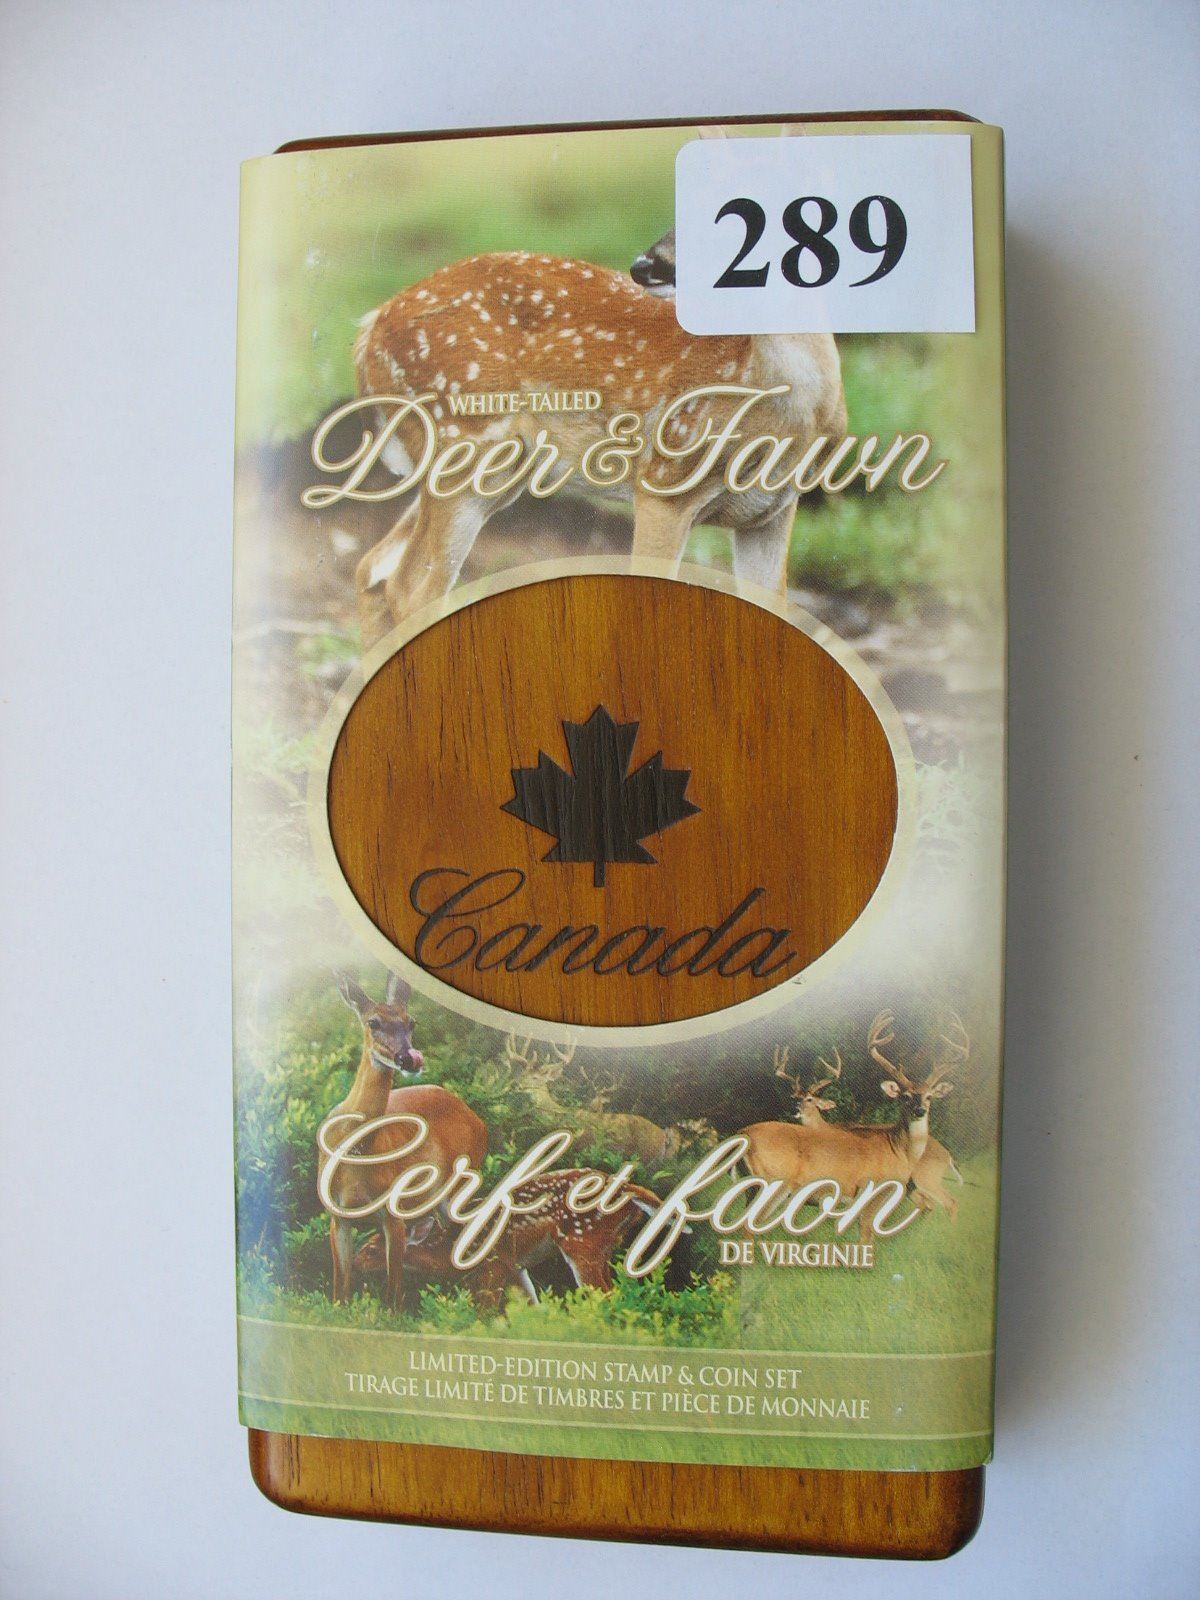 289
WHITE-TAILED
Deer & Fawn
Canada
Cerf et faon
DE VIRGINIE
LIMITED-EDITION STAMP & COIN SET
TIRAGE LIMITÉ DE TIMBRES ET PIÈCE DE MONNAIE